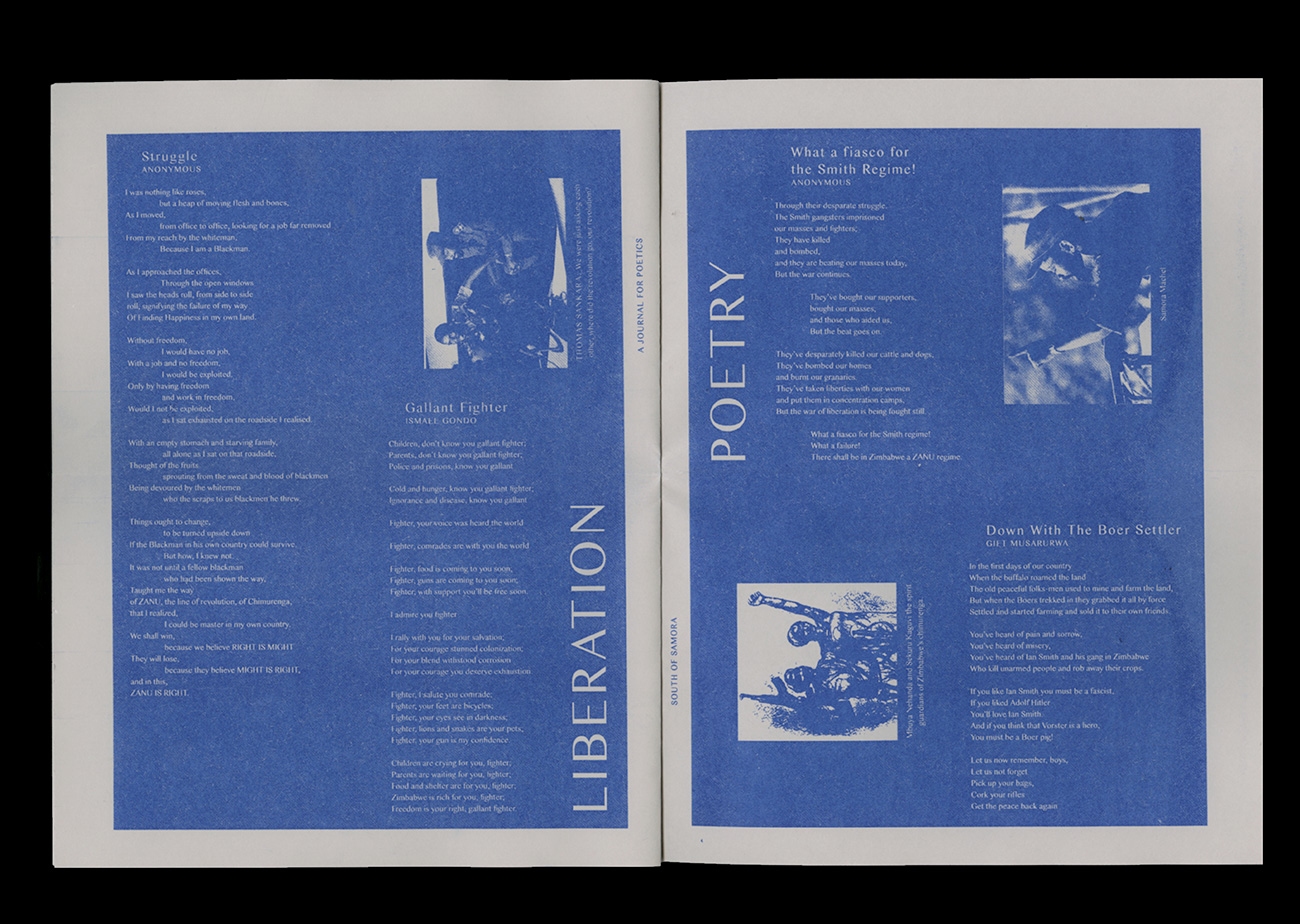 Struggle
ANONYMOUS
I was nothing like roses,
but a heap of moving flesh and bones,
As I moved,
from office to office, looking for a job far removed
From my reach by the whiteman,
Because I am a Blackman.
As I approached the offices,
Through the open windows
I saw the heads roll, from side to side
roll, signifying the failure of my way
Of Finding Happiness in my own land.
Without freedom,
I would have no job,
With a job and no freedom,
I would be exploited.
Only by having freedom
and work in freedom,
Would I not be exploited,
as I sat exhausted on the roadside I realised.
With an empty stomach and starving family,
all alone as I sat on that roadside,
Thought of the fruits
sprouting from the sweat and blood of blackmen
Being devoured by the whitemen
who the scraps to us blackmen he threw.
Things ought to change,
to be turned upside down
If the Blackman in his own country could survive.
But how, I knew not.
It was not until a fellow blackman
who had been shown the way,
Taught me the way
of ZANU, the line of revolution, of Chimurenga,
that I realized,
I could be master in my own country,
We shall win,
because we believe RIGHT IS MIGHT
They will lose,
because they believe MIGHT IS RIGHT,
and in this,
ZANU IS RIGHT.
THOMAS SANKARA. We were just asking each
other, where did the revolution go, our revolution?
Gallant Fighter
ISMAEL GONDO
Children, don't know you gallant fighter;
Parents, don't know you gallant fighter;
Police and prisons, know you gallant
Cold and hunger, know you gallant fighter;
Ignorance and disease, know you gallant
Fighter, your voice was heard the world
Fighter, comrades are with you the world
Fighter, food is coming to you soon,
Fighter, guns are coming to you soon;
Fighter, with support you'll be free soon.
I admire you fighter
I rally with you for your salvation;
For your courage stunned colonization;
For your blend withstood corrosion
For your courage you deserve exhaustion
Fighter, I salute you comrade;
Fighter, your feet are bicycles;
Fighter, your eyes see in darkness;
Fighter, lions and snakes are your pets;
Fighter, your gun is my confidence.
Children are crying for you, fighter;
Parents are waiting for you, fighter;
Food and shelter are for you, fighter;
Zimbabwe is rich for you, fighter;
Freedom is your right, gallant fighter.
LIBERATION
A JOURNAL FOR POETICS
SOUTH OF SAMORA
POETRY
What a fiasco for
the Smith Regime!
ANONYMOUS
Through their desparate struggle.
The Smith gangsters imprisoned
our masses and fighters;
They have killed
and bombed,
and they are beating our masses today,
But the war continues.
They've bought our supporters,
bought our masses,
and those who aided us,
But the beat goes on.
They've desparately killed our cattle and dogs,
They've bombed our homes
and burnt our granaries.
They've taken liberties with our women
and put them in concentration camps,
But the war of liberation is being fought still.
What a fiasco for the Smith regime!
What a failure!
There shall be in Zimbabwe a ZANU regime.
Samora Machel
Mbuya Nehanda and Sekuru Kaguvi the spirit
guardians of Zimbabwe's chimurenga.
Down With The Boer Settler
GIFT MUSARURWA
In the first days of our country
When the buffalo roamed the land
The old peaceful folks-men used to mine and farm the land,
But when the Boers trekked in they grabbed it all by force
Settled and started farming and sold it to their own friends.
You've heard of pain and sorrow,
You've heard of misery,
You've heard of Ian Smith and his gang in Zimbabwe
Who kill unarmed people and rob away their crops.
If you like Ian Smith you must be a fascist,
If you liked Adolf Hitler
You'll love Ian Smith
And if you think that Vorster is a hero,
You must be a Boer pig!
Let us now remember, boys,
Let us not forget
Pick up your bags,
Cork your rifles
Get the peace back again